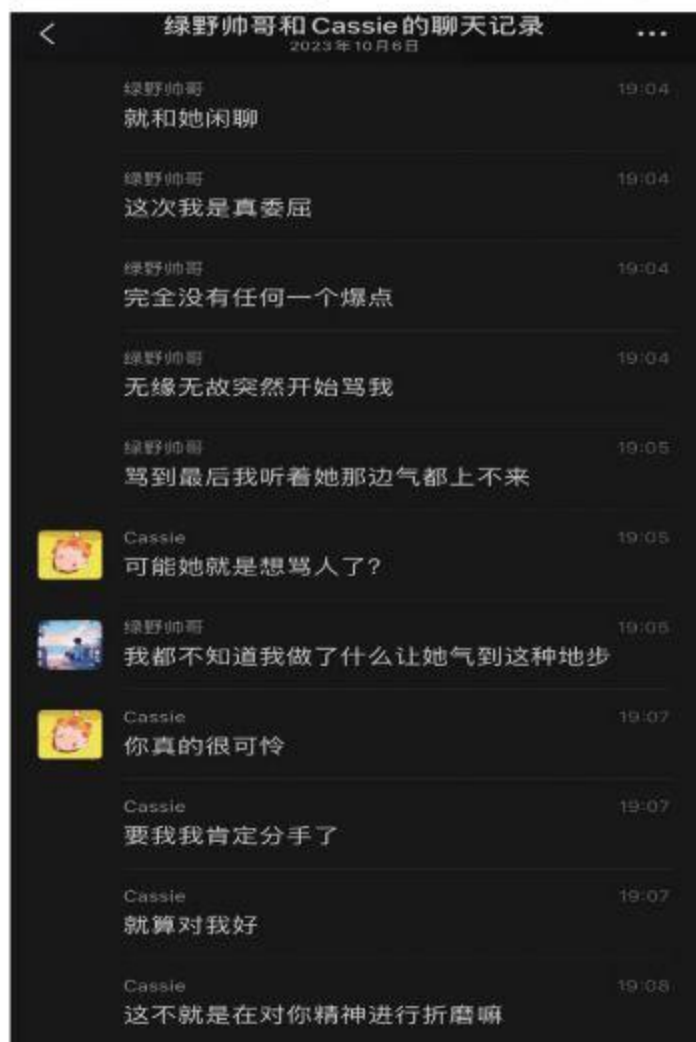 绿野帅哥和Cassie的聊天记录
2023年10月6日
绿野帅哥 19:04
就和她闲聊
绿野帅哥 19:04
这次我是真委屈
绿野帅哥 19:04
完全没有任何一个爆点
绿野帅哥 19:04
无缘无故突然开始骂我
绿野帅哥 19:05
骂到最后我听着她那边气都上不来
Cassie 19:05
可能她就是想骂人了?
绿野帅哥
我都不知道我做了什么让她气到这种地步
Cassie 19:07
你真的很可怜
Cassie 19:07
要我我肯定分手了
Cassie 19:07
就算对我好
Cassie 19:08
这不就是在对你精神进行折磨嘛